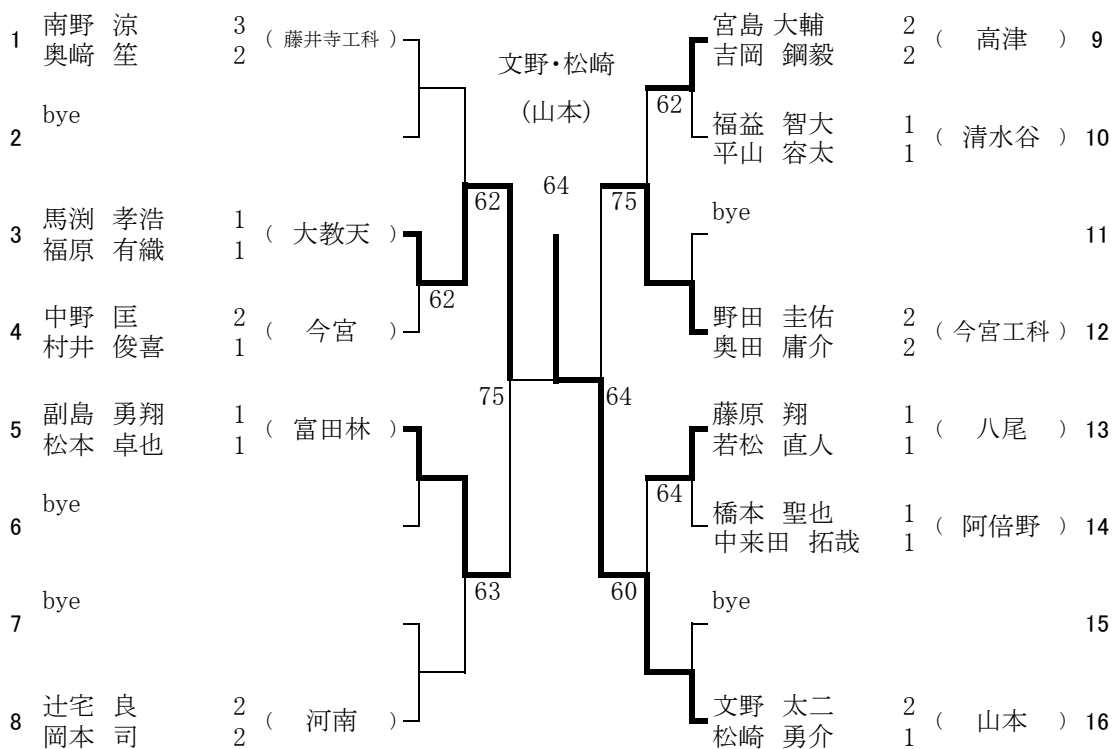 1 南野 涼 3 ( 藤井寺工科 )
奥﨑 笙 2
2 bye
3 馬渕 孝浩 1 ( 大教天 )
福原 有織 1
62
4 中野 匡 2 ( 今宮 )
村井 俊喜 1
62
5 副島 勇翔 1 ( 富田林 )
松本 卓也 1
75
6 bye
63
7 bye
8 辻宅 良 2 ( 河南 )
岡本 司 2
文野・松崎
(山本)
64
宮島 大輔 2 ( 高津 ) 9
吉岡 鋼毅 2
62
福益 智大 1 ( 清水谷 ) 10
平山 容太 1
75
bye 11
野田 圭佑 2 ( 今宮工科 ) 12
奥田 庸介 2
64
藤原 翔 1 ( 八尾 ) 13
若松 直人 1
64
橋本 聖也 1 ( 阿倍野 ) 14
中来田 拓哉 1
60
bye 15
文野 太二 2 ( 山本 ) 16
松崎 勇介 1